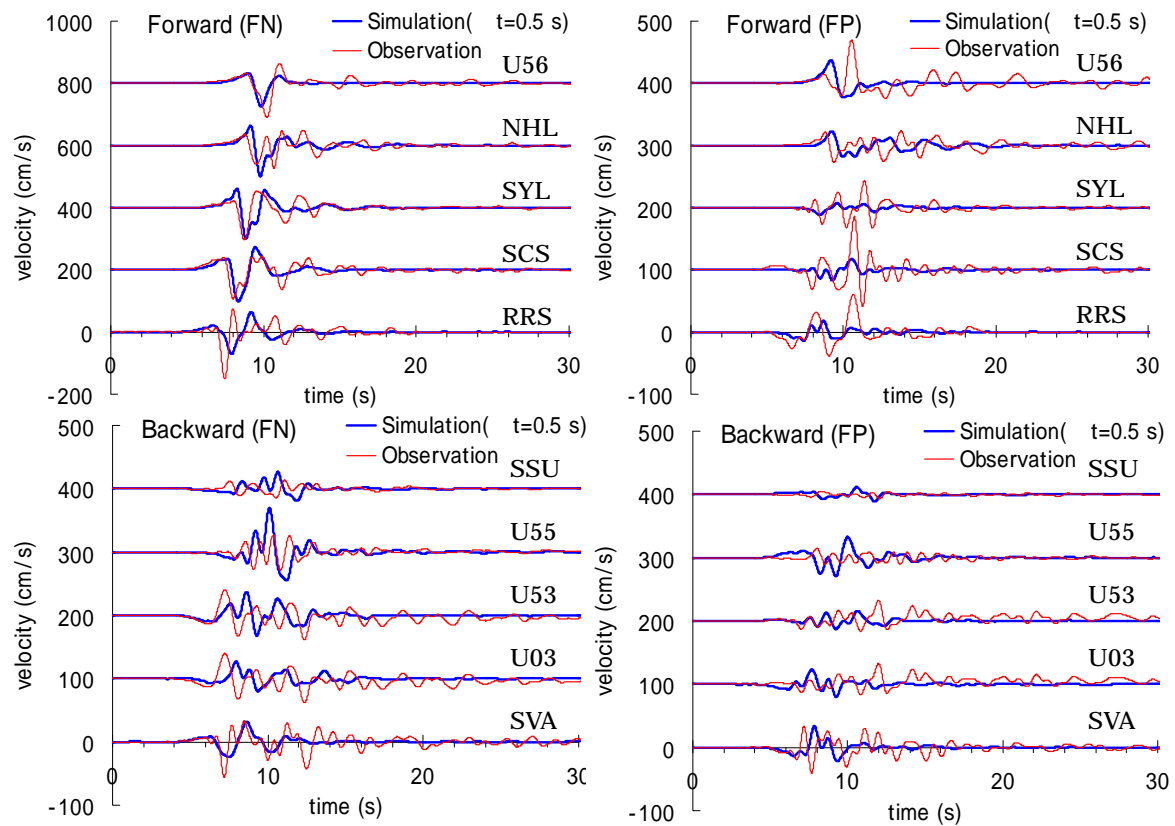 1000
Forward (FN)
Simulation( t=0.5 s)
Observation
U56
800
NHL
600
SYL
400
SCS
200
RRS
0
-200
0
10
20
30
velocity (cm/s)
time (s)
500
Forward (FP)
Simulation( t=0.5 s)
Observation
U56
400
NHL
300
SYL
200
SCS
100
RRS
0
-100
0
10
20
30
velocity (cm/s)
time (s)
500
Backward (FN)
Simulation( t=0.5 s)
Observation
SSU
400
U55
300
U53
200
U03
100
SVA
0
-100
0
10
20
30
velocity (cm/s)
time (s)
500
Backward (FP)
Simulation( t=0.5 s)
Observation
SSU
400
U55
300
U53
200
U03
100
SVA
0
-100
0
10
20
30
velocity (cm/s)
time (s)